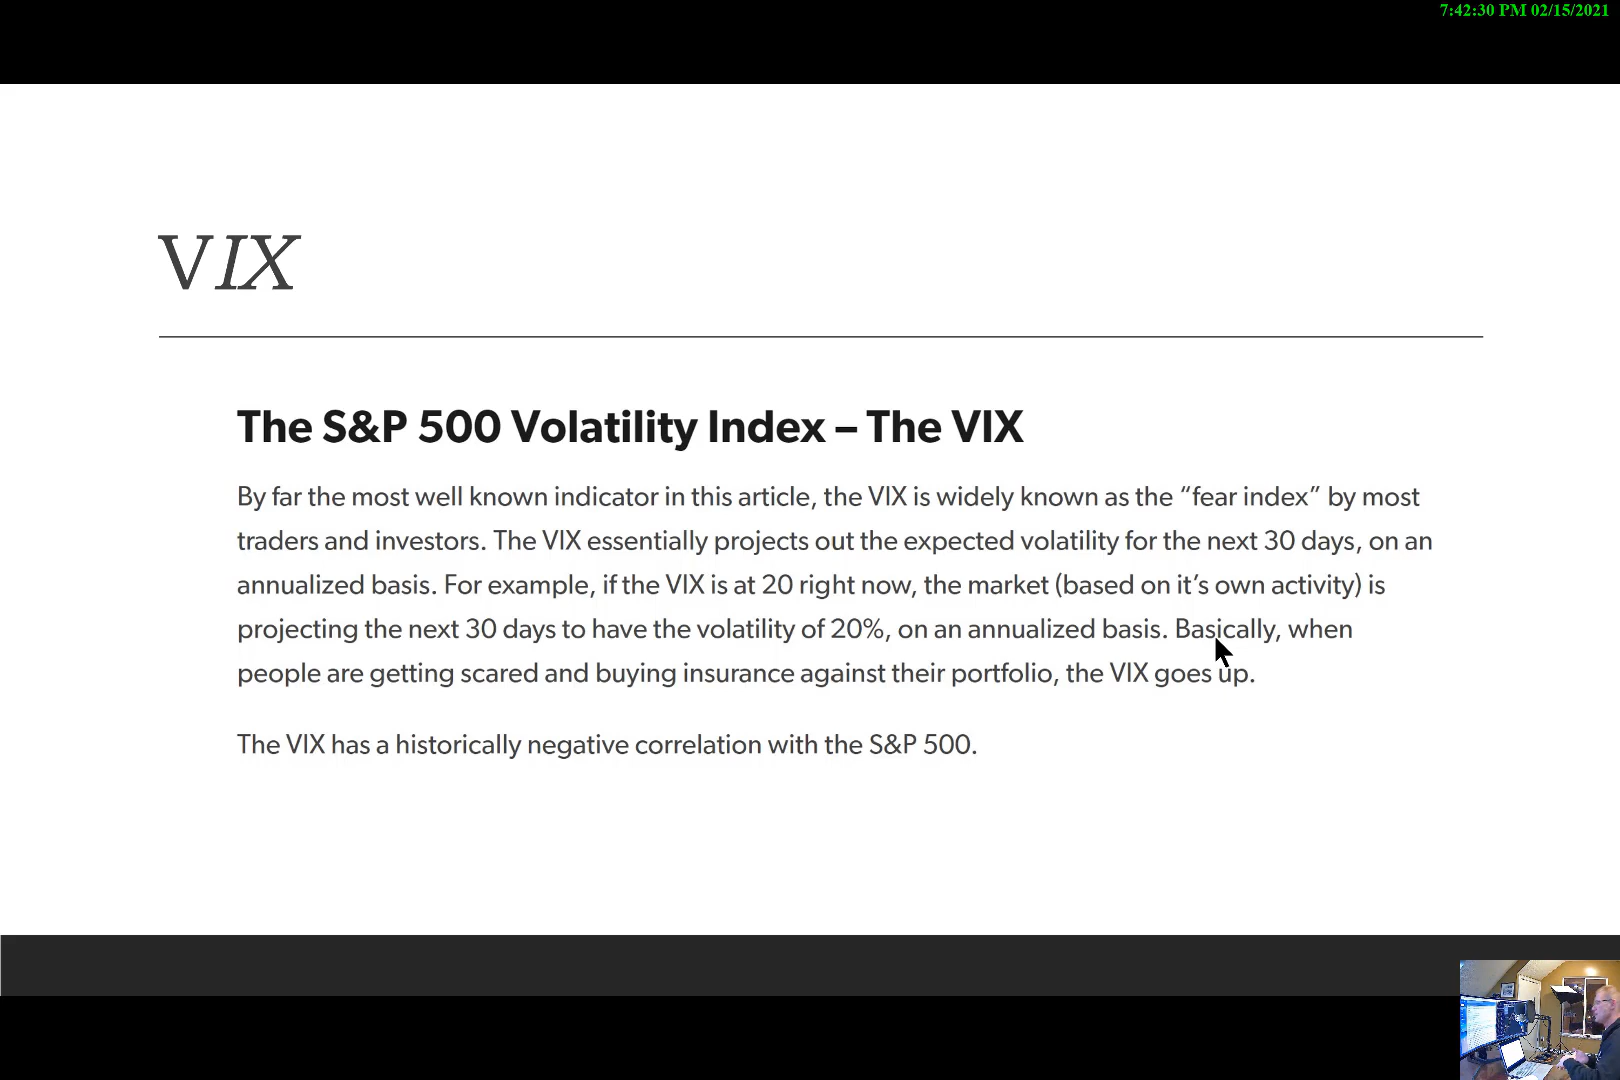 7:42:30 PM 02/15/2021
VIX
The S&P 500 Volatility Index – The VIX
By far the most well known indicator in this article, the VIX is widely known as the “fear index” by most
traders and investors. The VIX essentially projects out the expected volatility for the next 30 days, on an
annualized basis. For example, if the VIX is at 20 right now, the market (based on it’s own activity) is
projecting the next 30 days to have the volatility of 20%, on an annualized basis. Basically, when
people are getting scared and buying insurance against their portfolio, the VIX goes up.
The VIX has a historically negative correlation with the S&P 500.